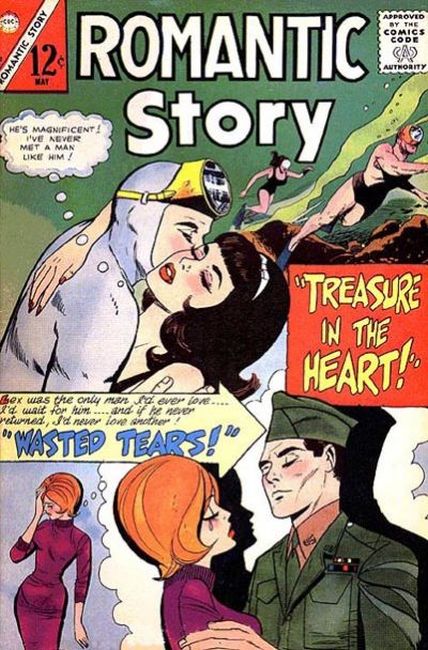 CDC
ROMANTIC STORY
12¢
MAY
ROMANTIC
Story
APPROVED
BY THE
COMICS
CODE
CA
AUTHORITY
HE'S MAGNIFICENT!
I'VE NEVER
MET A MAN
LIKE HIM!
"TREASURE
IN THE
HEART!"
was the only man I'd ever love....
I'd wait for him .... and if he never
returned, I'd never love another!
"WASTED TEARS!"